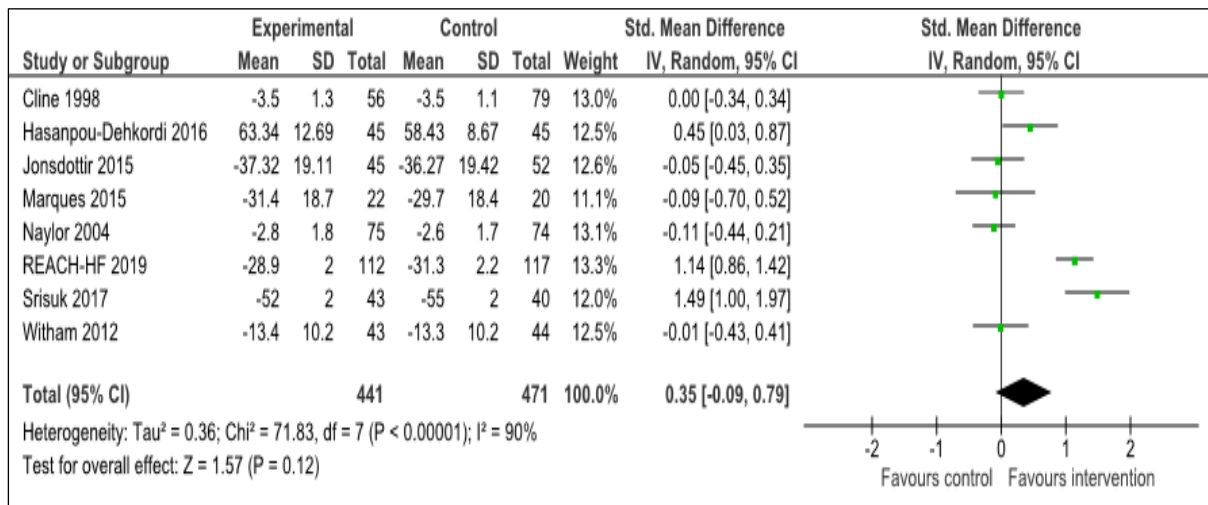 Experimental Control Std. Mean Difference Std. Mean Difference
Study or Subgroup Mean SD Total Mean SD Total Weight IV, Random, 95% CI IV, Random, 95% CI
Cline 1998 -3.5 1.3 56 -3.5 1.1 79 13.0% 0.00 [-0.34, 0.34]
Hasanpou-Dehkordi 2016 63.34 12.69 45 58.43 8.67 45 12.5% 0.45 [0.03, 0.87]
Jonsdottir 2015 -37.32 19.11 45 -36.27 19.42 52 12.6% -0.05 [-0.45, 0.35]
Marques 2015 -31.4 18.7 22 -29.7 18.4 20 11.1% -0.09 [-0.70, 0.52]
Naylor 2004 -2.8 1.8 75 -2.6 1.7 74 13.1% -0.11 [-0.44, 0.21]
REACH-HF 2019 -28.9 2 112 -31.3 2.2 117 13.3% 1.14 [0.86, 1.42]
Srisuk 2017 -52 2 43 -55 2 40 12.0% 1.49 [1.00, 1.97]
Witham 2012 -13.4 10.2 43 -13.3 10.2 44 12.5% -0.01 [-0.43, 0.41]
Total (95% CI) 441 471 100.0% 0.35 [-0.09, 0.79]
Heterogeneity: Tau² = 0.36; Chi² = 71.83, df = 7 (P < 0.00001); I² = 90%
Test for overall effect: Z = 1.57 (P = 0.12)
-2 -1 0 1 2
Favours control Favours intervention